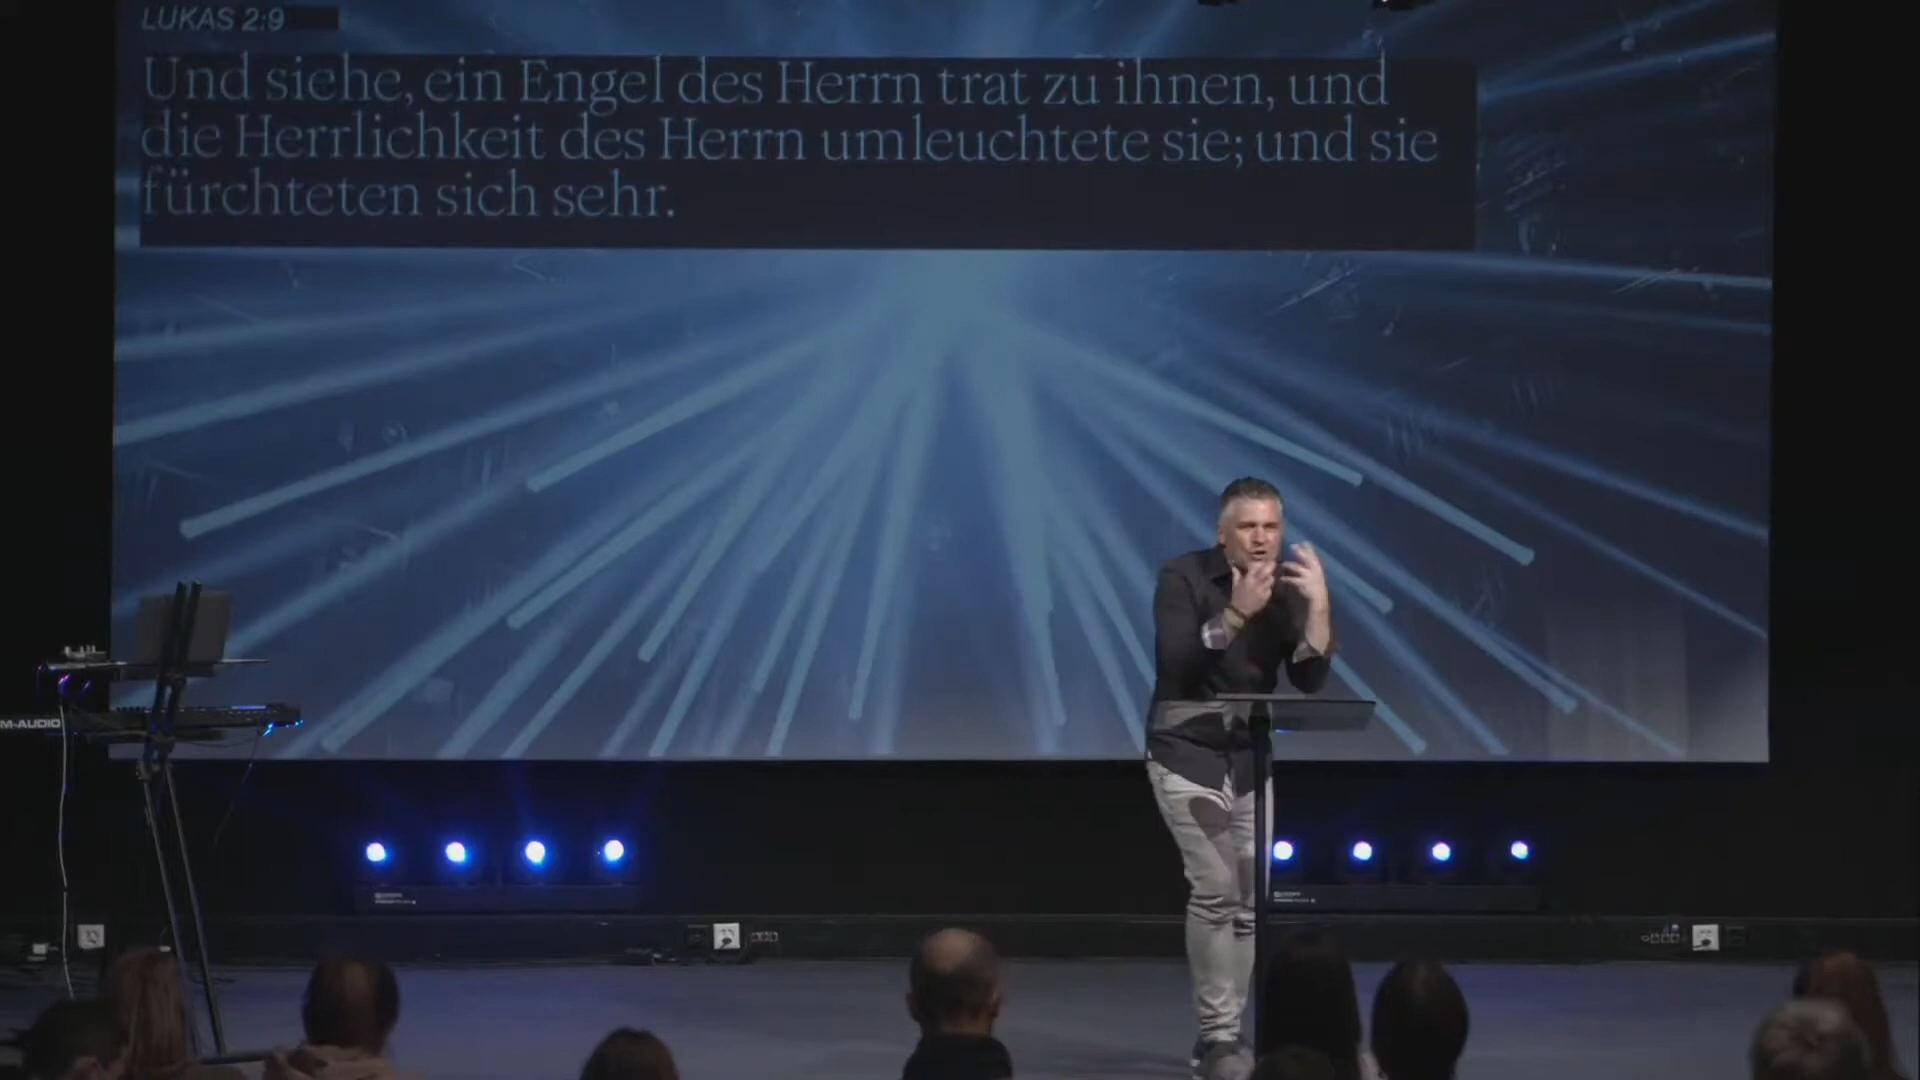 LUKAS 2:9
Und siehe, ein Engel des Herrn trat zu ihnen, und
die Herrlichkeit des Herrn umleuchtete sie; und sie
fürchteten sich sehr.
M-AUDIO